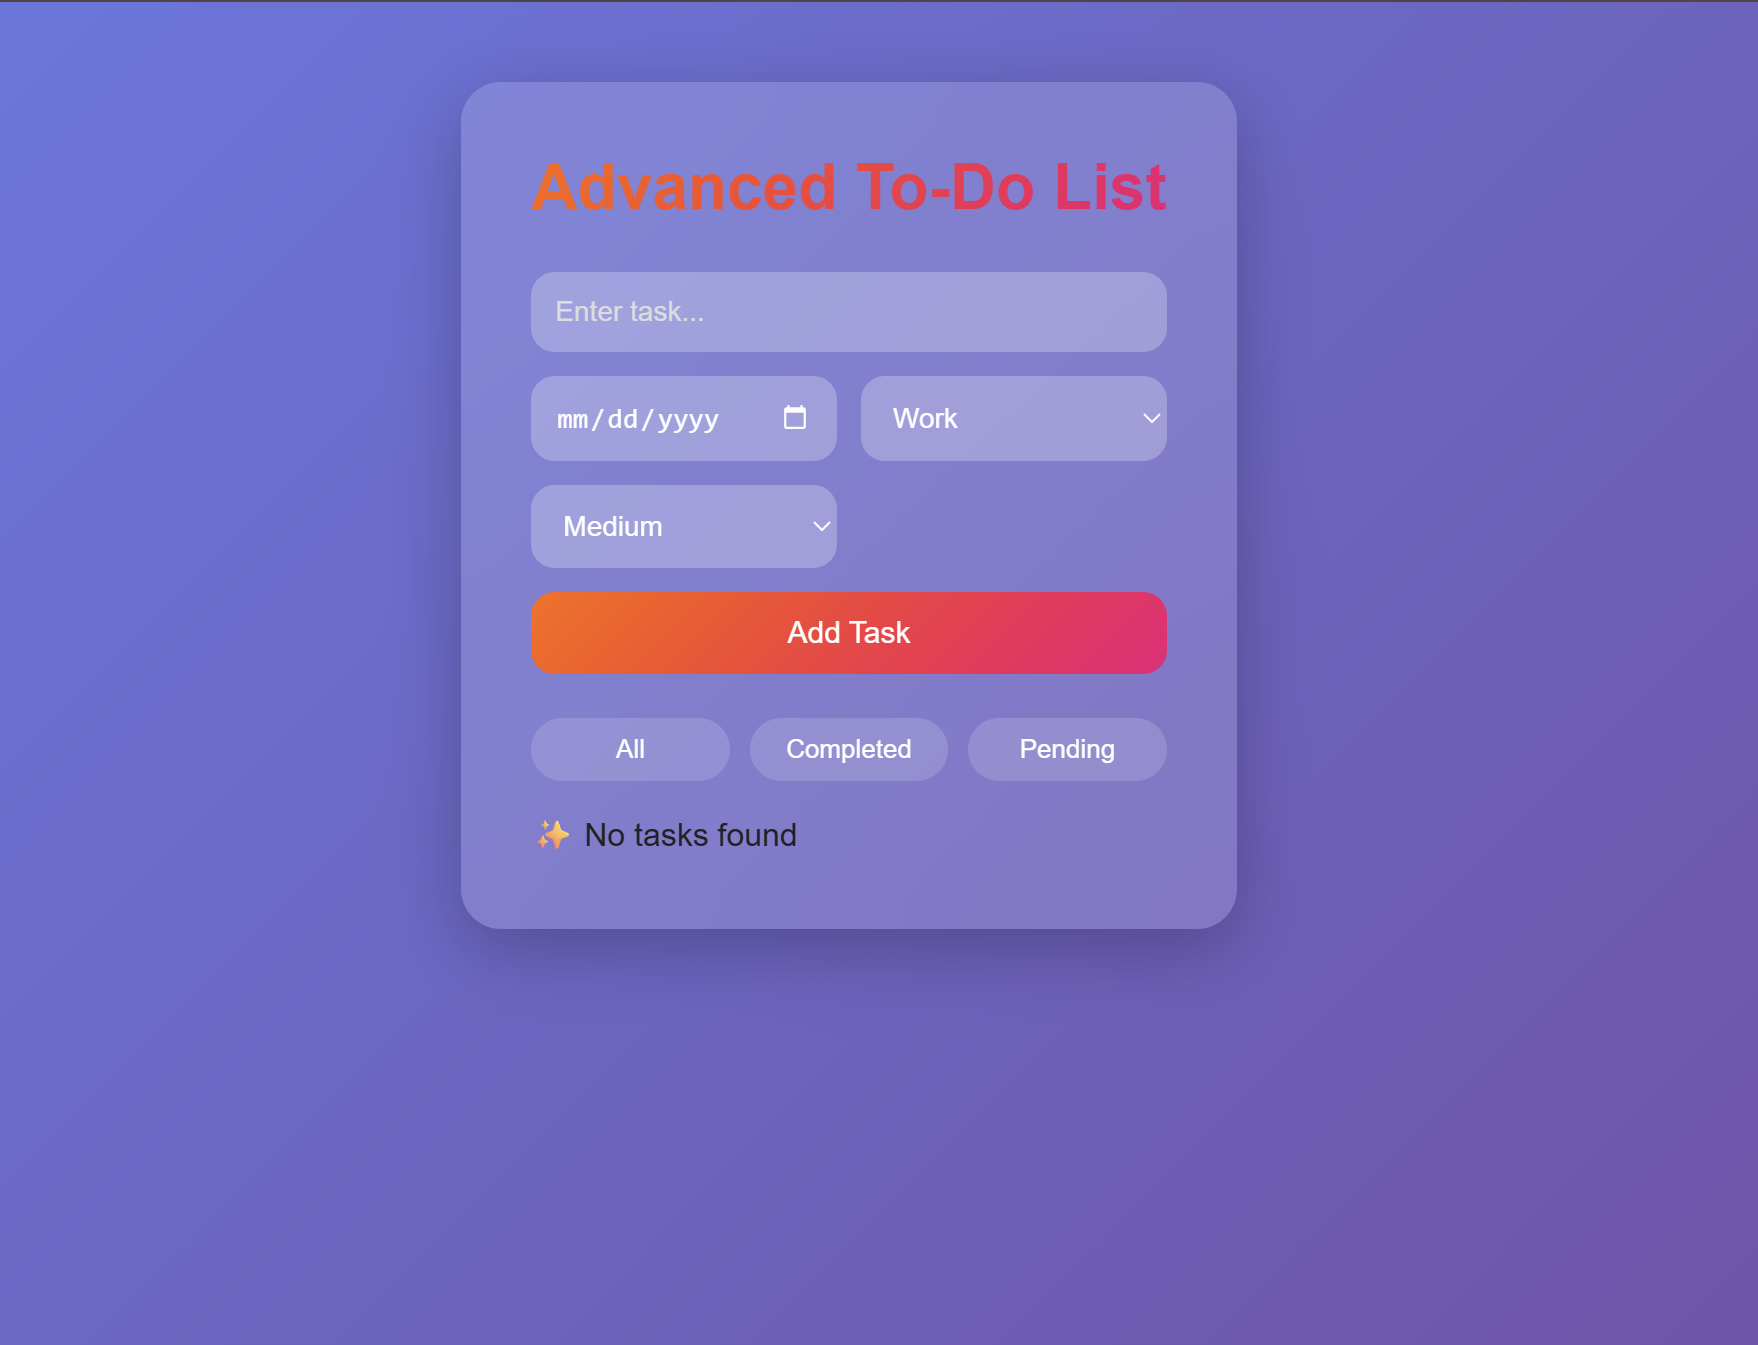 Advanced To-Do List
Enter task...
mm/dd/yyyy
Work
Medium
Add Task
All
Completed
Pending
✨ No tasks found